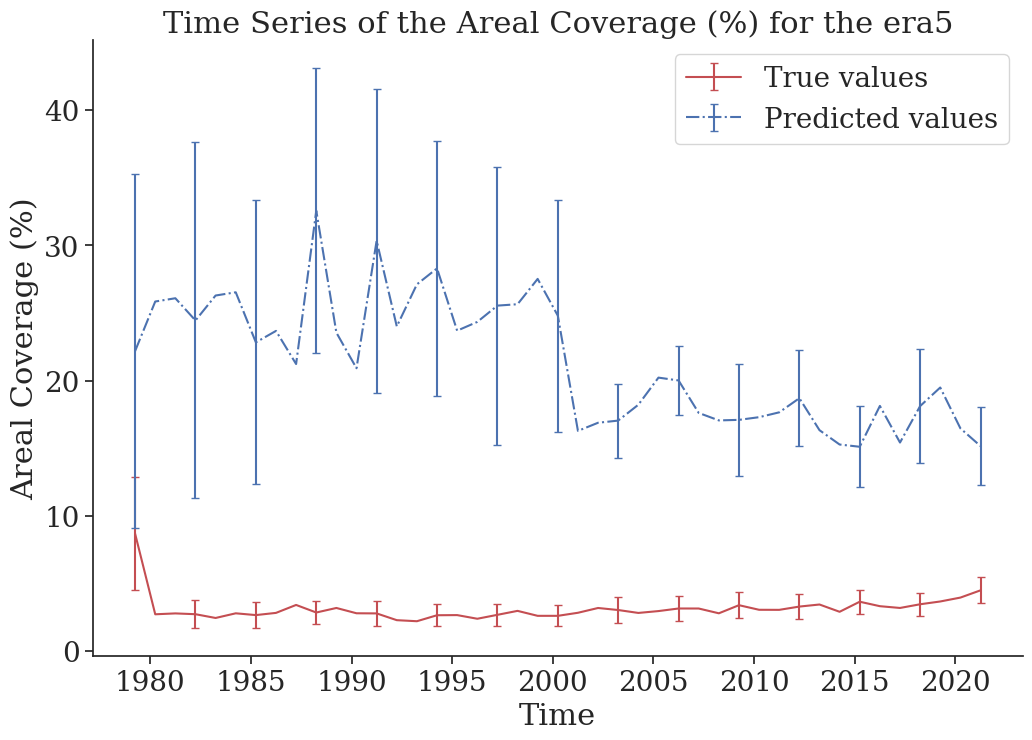 Time Series of the Areal Coverage (%) for the era5
True values
Predicted values
Areal Coverage (%)
40
30
20
10
0
1980 1985 1990 1995 2000 2005 2010 2015 2020
Time